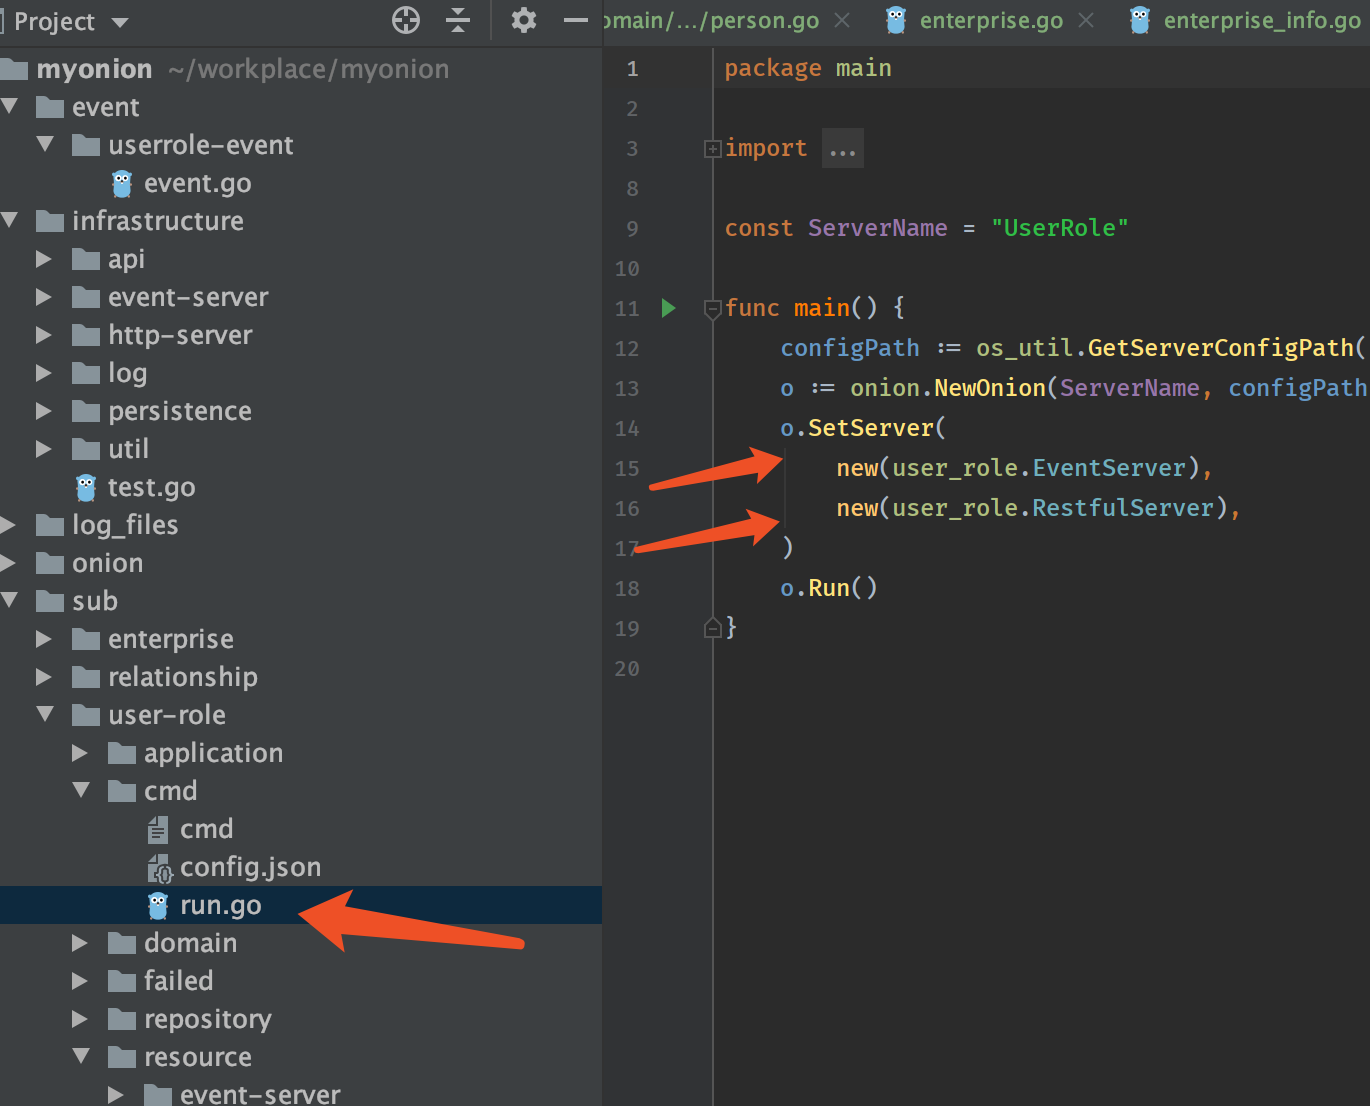 Project
myonion ~/workplace/myonion
event
userrole-event
event.go
infrastructure
api
event-server
http-server
log
persistence
util
test.go
log_files
onion
sub
enterprise
relationship
user-role
application
cmd
cmd
config.json
run.go
domain
failed
repository
resource
event-server
omain/.../person.go enterprise.go enterprise_info.go
1 package main
2
3 import ...
8
9 const ServerName = "UserRole"
10
11 func main() {
12 configPath := os_util.GetServerConfigPath(
13 o := onion.NewOnion(ServerName, configPath
14 o.SetServer(
15 new(user_role.EventServer),
16 new(user_role.RestfulServer),
17 )
18 o.Run()
19 }
20